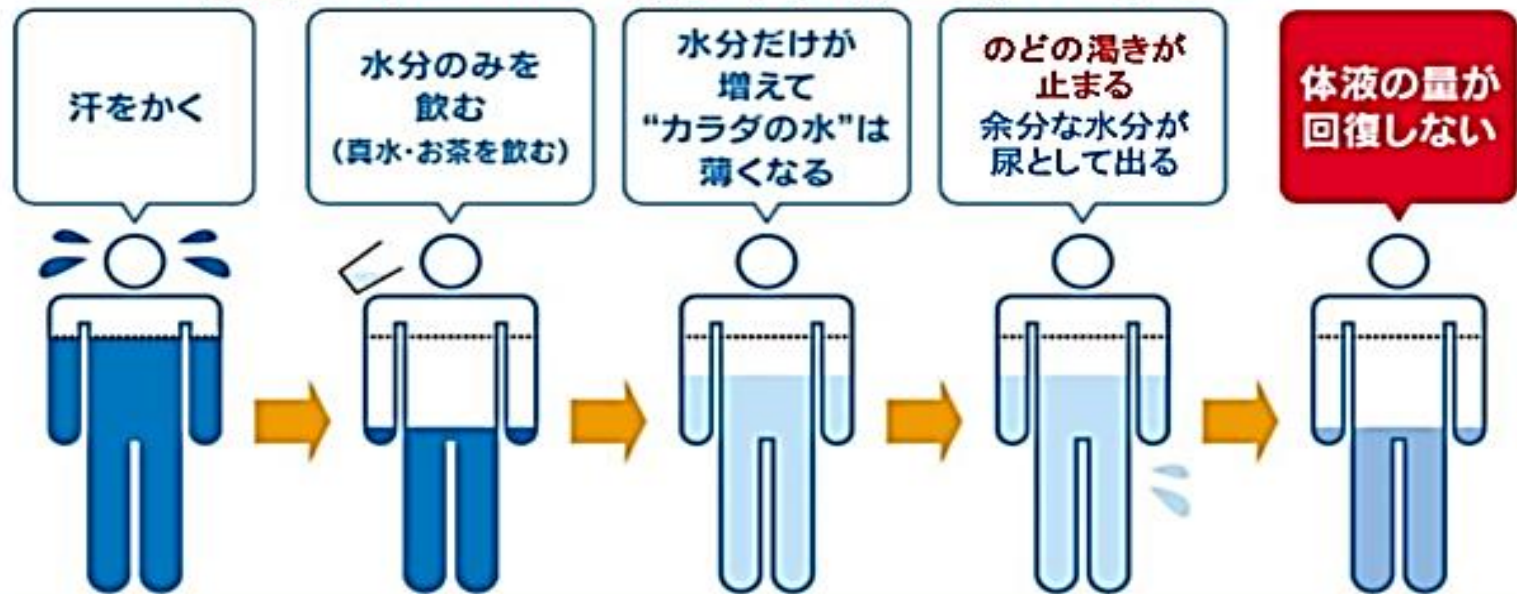 汗をかく
水分のみを
飲む
(真水・お茶を飲む)
水分だけが
増えて
“カラダの水”は
薄くなる
のどの渇きが
止まる
余分な水分が
尿として出る
体液の量が
回復しない